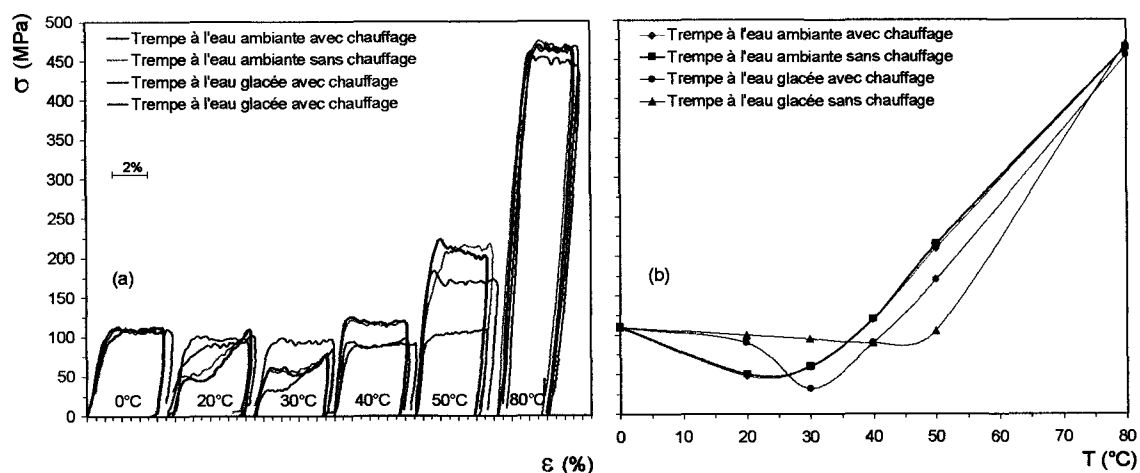 σ (MPa)
500
450
400
350
300
250
200
150
100
50
0
Trempe à l'eau ambiante avec chauffage
Trempe à l'eau ambiante sans chauffage
Trempe à l'eau glacée avec chauffage
Trempe à l'eau glacée avec chauffage
2%
(a)
0°C
20°C
30°C
40°C
50°C
80°C
ε (%)
Trempe à l'eau ambiante avec chauffage
Trempe à l'eau ambiante sans chauffage
Trempe à l'eau glacée avec chauffage
Trempe à l'eau glacée sans chauffage
(b)
0 10 20 30 40 50 60 70 80
T (°C)